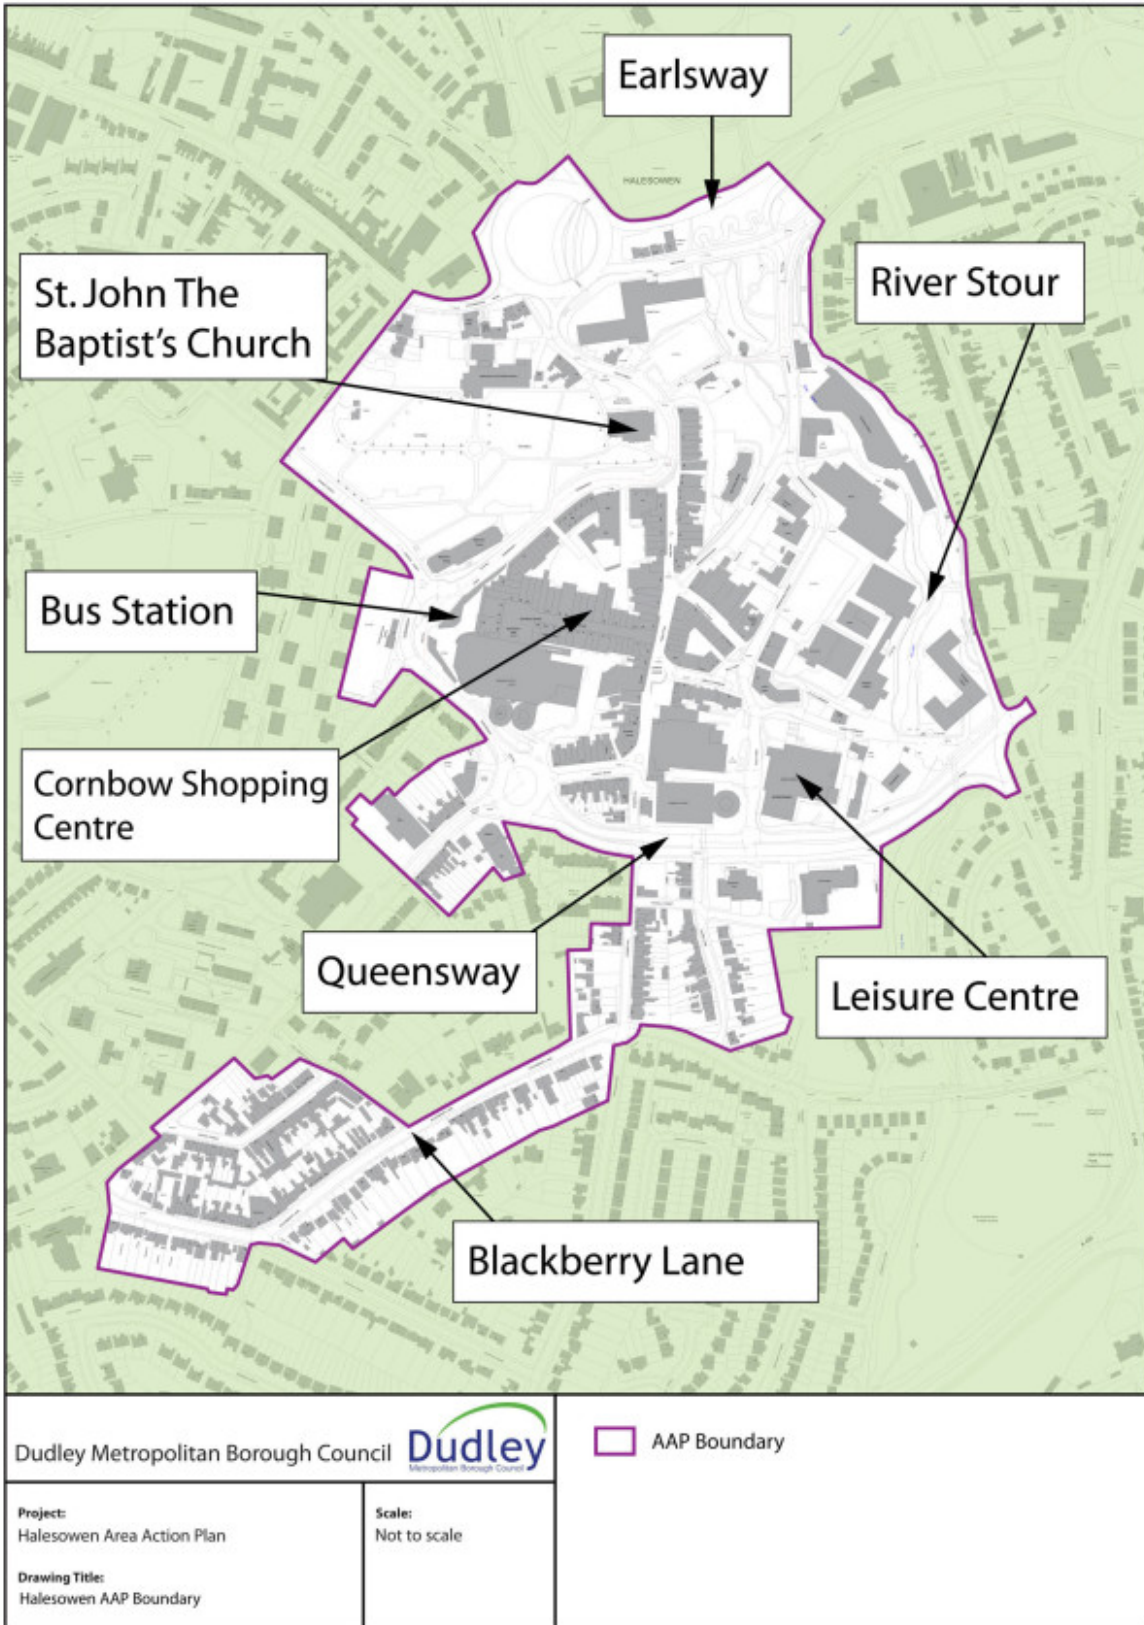 Earlsway
HALESOWEN
St. John The
Baptist's Church
River Stour
Bus Station
Cornbow Shopping
Centre
Queensway
Leisure Centre
Blackberry Lane
Dudley Metropolitan Borough Council
Dudley
Metropolitan Borough Council
AAP Boundary
Project:
Halesowen Area Action Plan
Scale:
Not to scale
Drawing Title:
Halesowen AAP Boundary